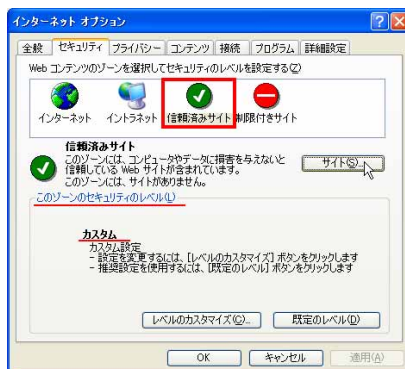 インターネット オプション
全般 セキュリティ プライバシー コンテンツ 接続 プログラム 詳細設定
Web コンテンツのゾーンを選択してセキュリティのレベルを設定する(Z)
インターネット イントラネット 信頼済みサイト 制限付きサイト
信頼済みサイト
このゾーンには、コンピュータやデータに損害を与えないと
信頼している Web サイトが含まれています。
このゾーンには、サイトがありません。
サイト(S)...
このゾーンのセキュリティのレベル(L)
カスタム
カスタム設定
- 設定を変更するには、[レベルのカスタマイズ] ボタンをクリックします
- 推奨設定を使用するには、[既定のレベル] ボタンをクリックします
レベルのカスタマイズ(C)... 既定のレベル(D)
OK キャンセル 適用(A)